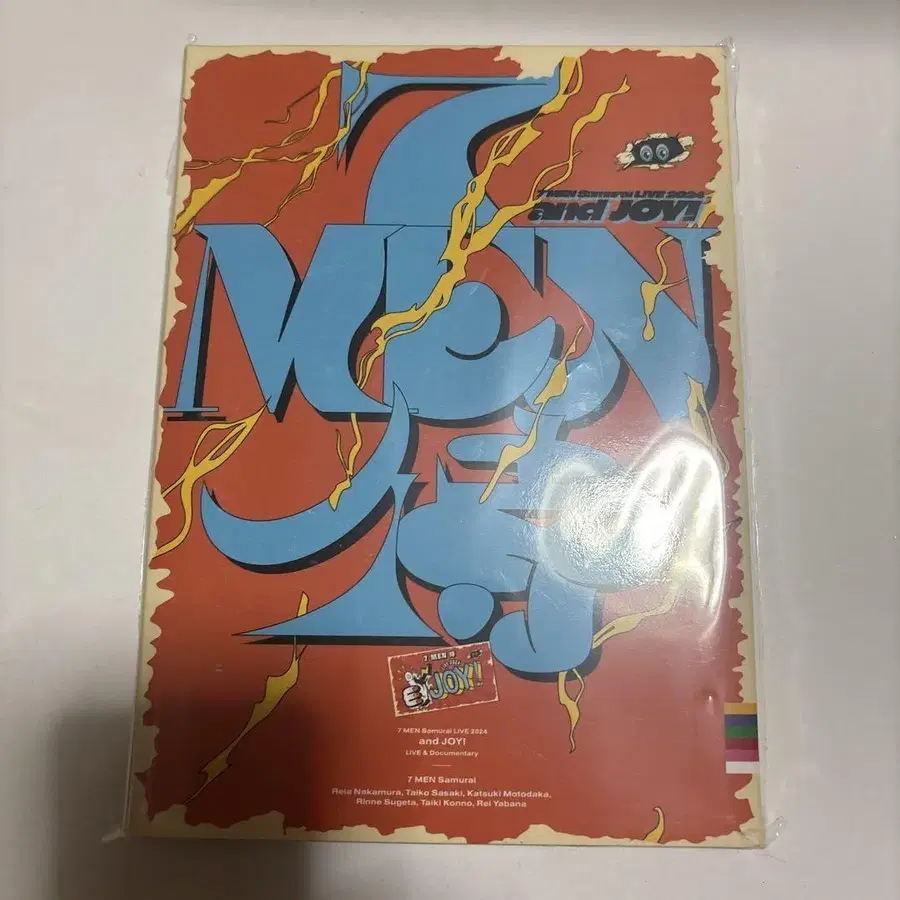 7 MEN Samurai LIVE 2024
and JOY!
7
MEN
侍
7 MEN 侍
JOY!
7 MEN Samurai LIVE 2024
and JOY!
LIVE & Documentary
7 MEN Samurai
Reia Nakamura, Taiko Sasaki, Katsuki Motodaka,
Rinne Sugeta, Taiki Konno, Rei Yabana